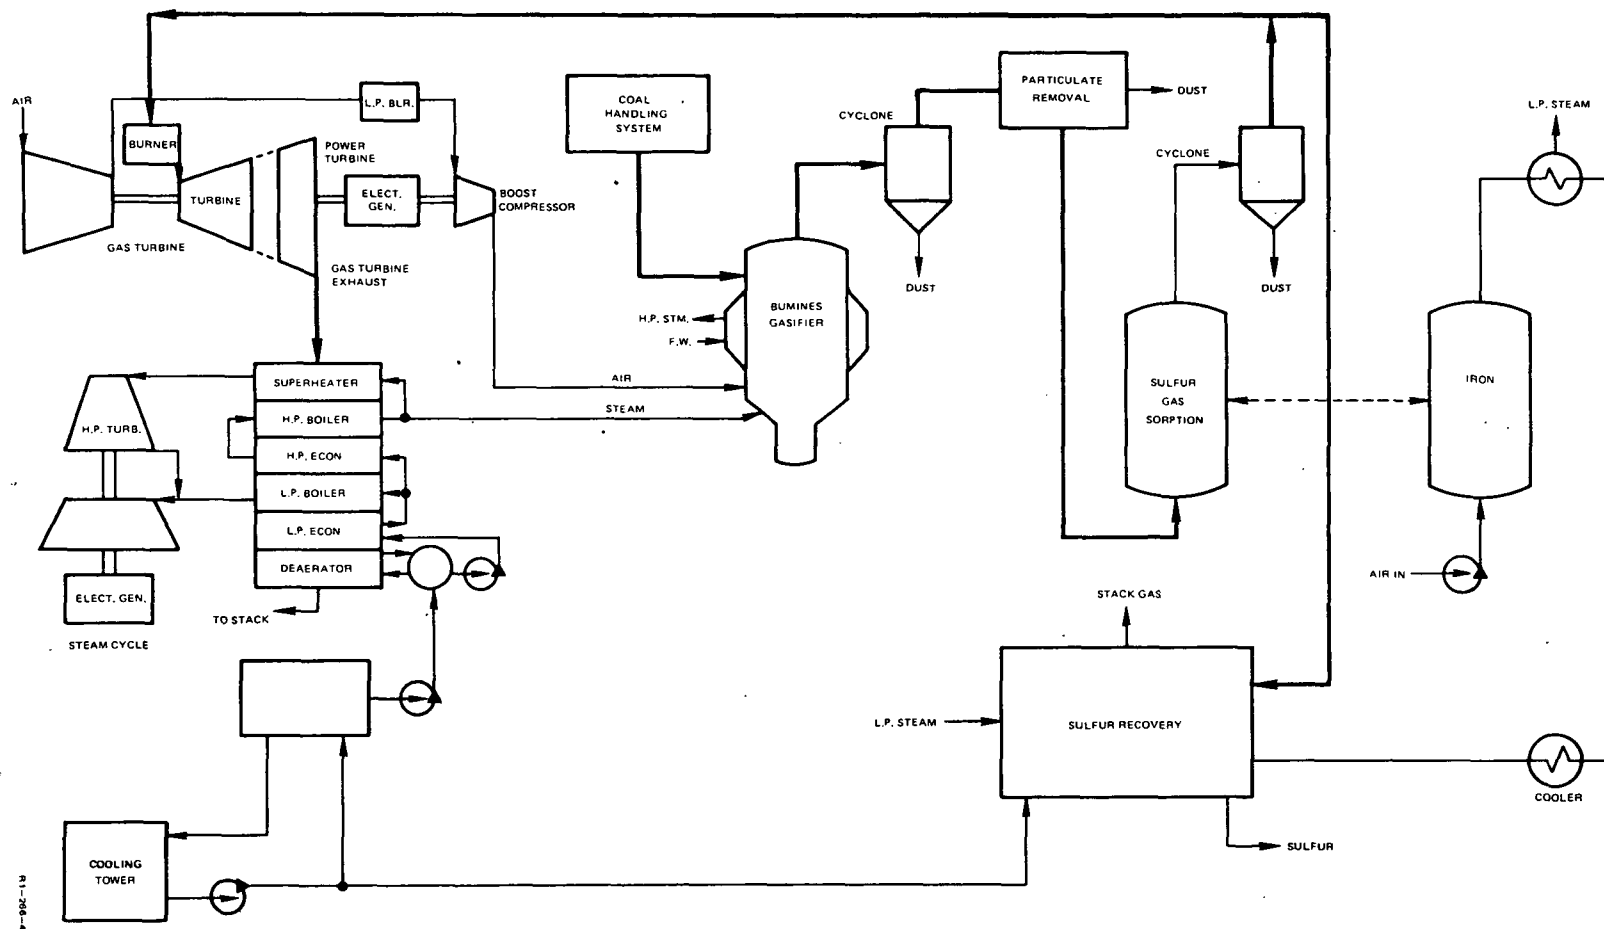 AIR
L.P. BLR.
BURNER
TURBINE
POWER
TURBINE
ELECT.
GEN.
BOOST
COMPRESSOR
GAS TURBINE
GAS TURBINE
EXHAUST
COAL
HANDLING
SYSTEM
CYCLONE
PARTICULATE
REMOVAL
DUST
DUST
CYCLONE
DUST
L.P. STEAM
BUMINES
GASIFIER
H.P. STM.
F.W.
AIR
STEAM
SULFUR
GAS
SORPTION
IRON
AIR IN
SUPERHEATER
H.P. BOILER
H.P. ECON
L.P. BOILER
L.P. ECON
DEAERATOR
TO STACK
H.P. TURB.
ELECT. GEN.
STEAM CYCLE
STACK GAS
L.P. STEAM
SULFUR RECOVERY
COOLER
SULFUR
COOLING
TOWER